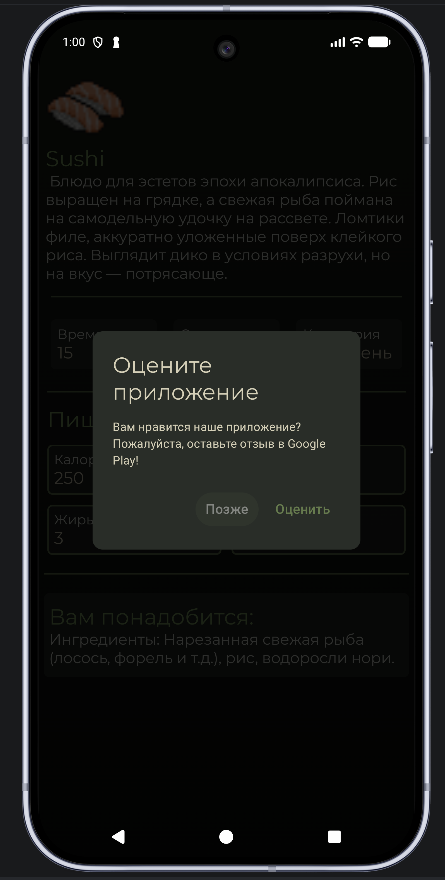 1:00
Sushi
Блюдо для эстетов эпохи апокалипсиса. Рис
выращен на грядке, а свежая рыба поймана
на самодельную удочку на рассвете. Ломтики
филе, аккуратно уложенные поверх клейкого
риса. Выглядит дико в условиях разрухи, но
на вкус — потрясающе.
15
Оцените
приложение
Вам нравится наше приложение?
Пожалуйста, оставьте отзыв в Google
Play!
Позже Оценить
250
3
Вам понадобится:
Ингредиенты: Нарезанная свежая рыба
(лосось, форель и т.д.), рис, водоросли нори.